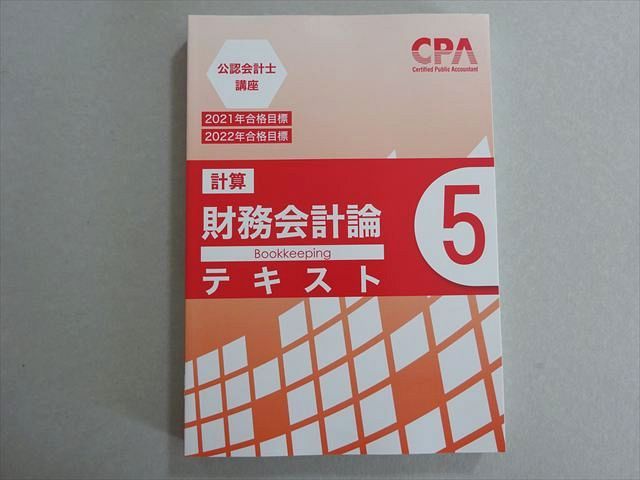 公認会計士
講座
CPA
Certified Public Accountant
2021年合格目標
2022年合格目標
計算
財務会計論
Bookkeeping
テキスト
5